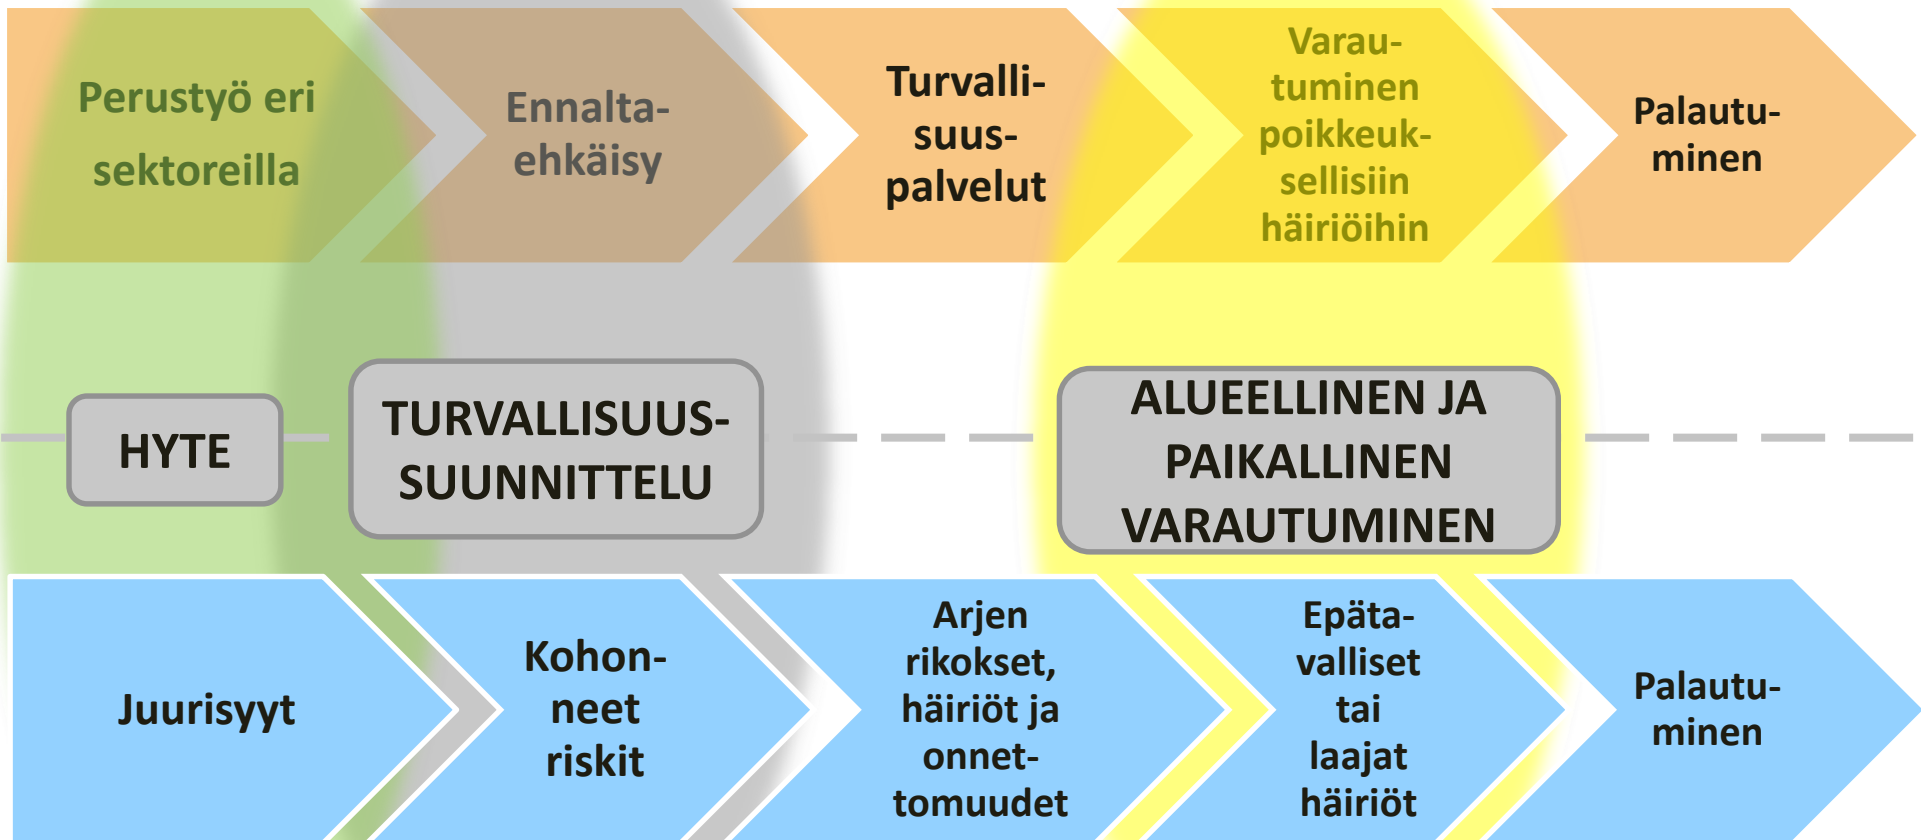 Perustyö eri
sektoreilla
Ennalta-
ehkäisy
Turvalli-
suus-
palvelut
Varau-
tuminen
poikkeuk-
sellisiin
häiriöihin
Palautu-
minen
HYTE
TURVALLISUUS-
SUUNNITTELU
ALUEELLINEN JA
PAIKALLINEN
VARAUTUMINEN
Juurisyyt
Kohon-
neet
riskit
Arjen
rikokset,
häiriöt ja
onnet-
tomuudet
Epäta-
valliset
tai
laajat
häiriöt
Palautu-
minen